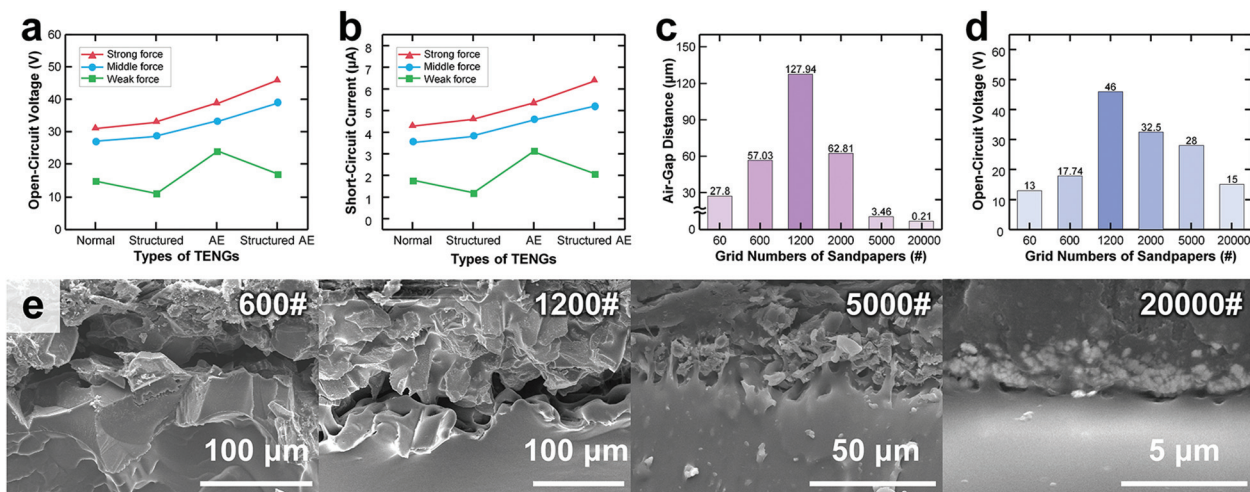 a
Open-Circuit Voltage (V)
60
50
40
30
20
10
0
Strong force
Middle force
Weak force
Normal Structured AE Structured AE
Types of TENGs
b
Short-Circuit Current (μA)
8
7
6
5
4
3
2
1
0
Strong force
Middle force
Weak force
Normal Structured AE Structured AE
Types of TENGs
c
Air-Gap Distance (μm)
150
120
90
60
30
0
27.8
57.03
127.94
62.81
3.46
0.21
60 600 1200 2000 5000 20000
Grid Numbers of Sandpapers (#)
d
Open-Circuit Voltage (V)
60
50
40
30
20
10
0
13
17.74
46
32.5
28
15
60 600 1200 2000 5000 20000
Grid Numbers of Sandpapers (#)
e
600#
100 μm
1200#
100 μm
5000#
50 μm
20000#
5 μm